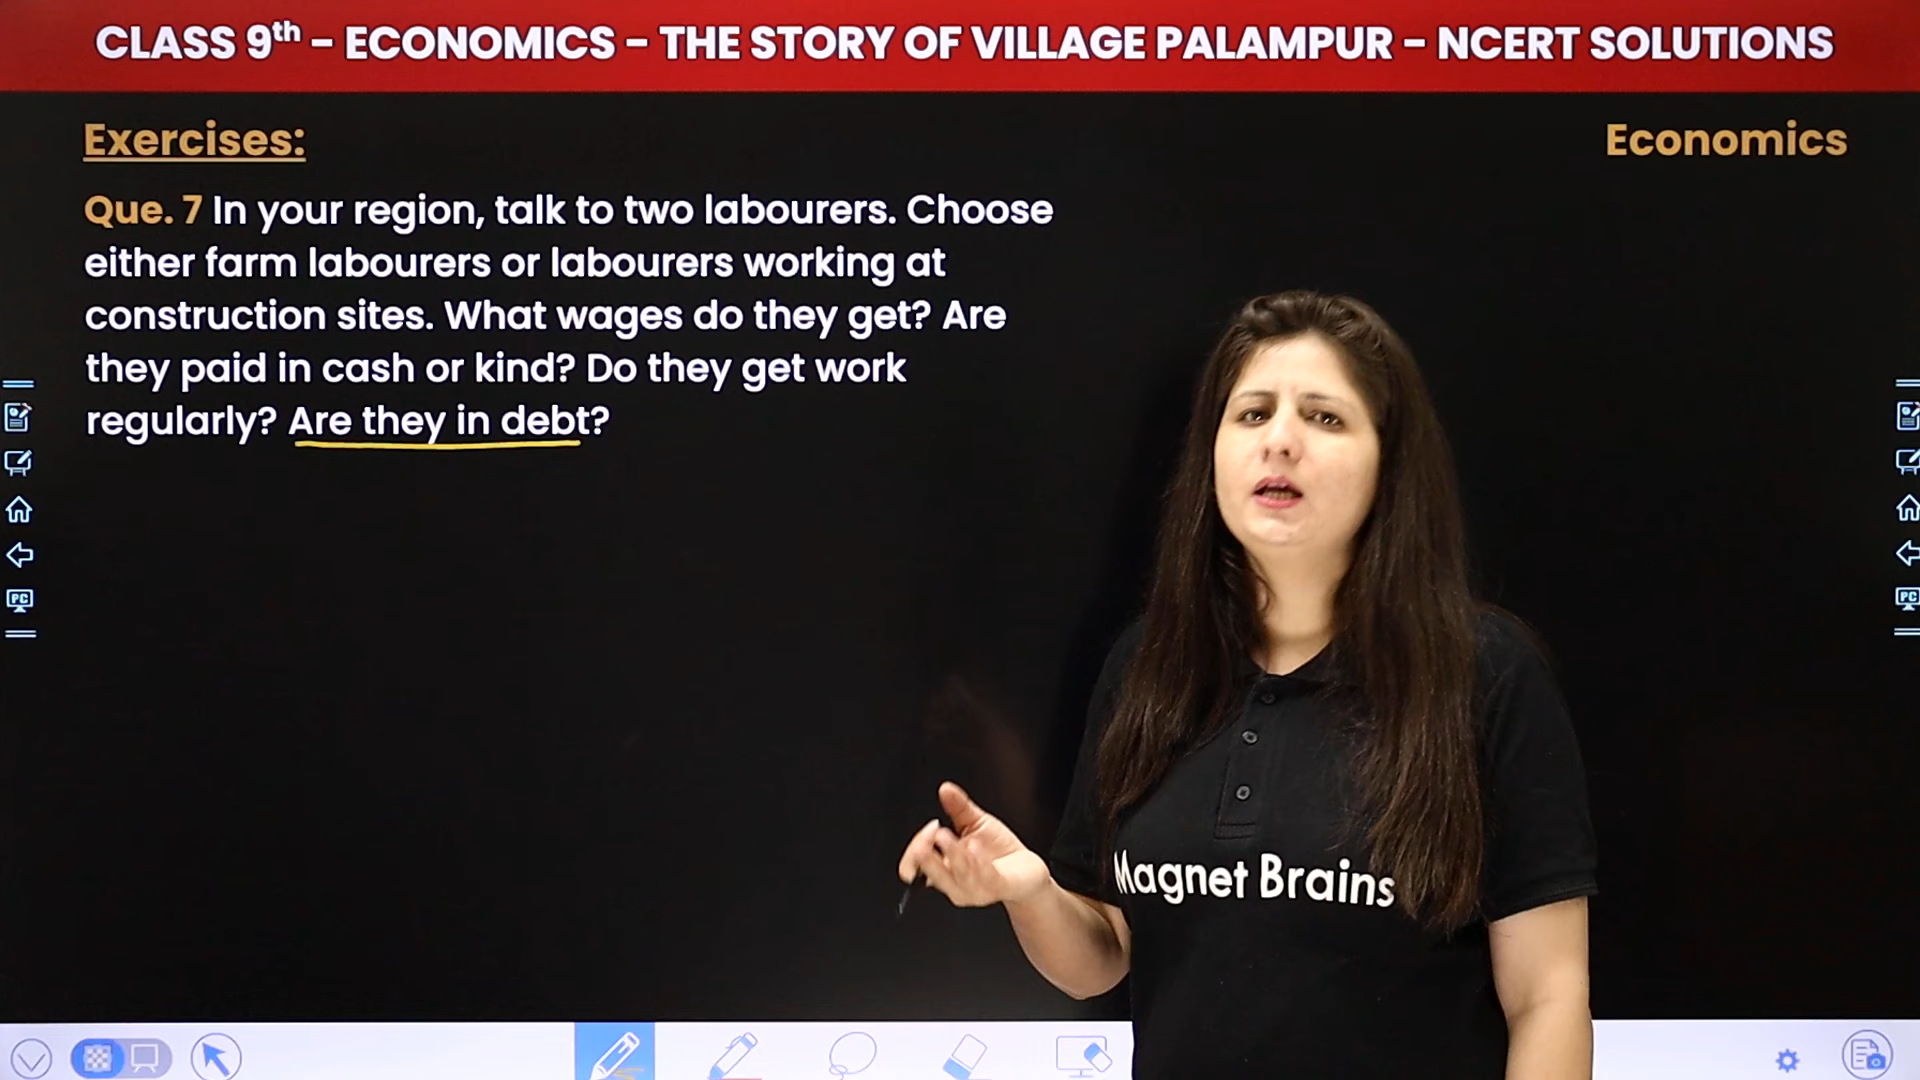 CLASS 9th - ECONOMICS - THE STORY OF VILLAGE PALAMPUR - NCERT SOLUTIONS
Exercises:
Economics
Que. 7 In your region, talk to two labourers. Choose
either farm labourers or labourers working at
construction sites. What wages do they get? Are
they paid in cash or kind? Do they get work
regularly? Are they in debt?
PC
PC
Magnet Brains